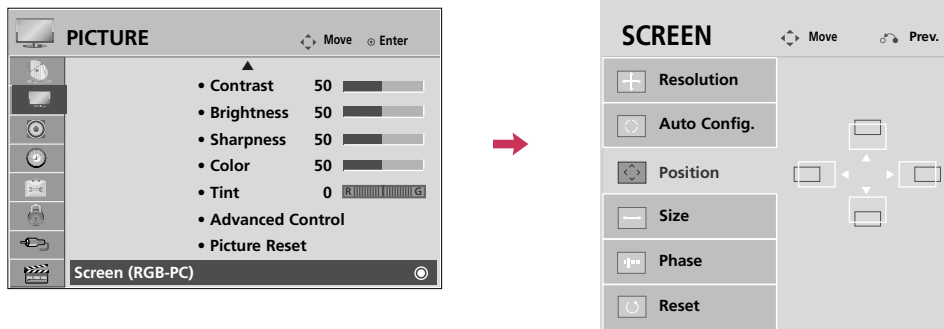 PICTURE
Move
Enter
• Contrast 50
• Brightness 50
• Sharpness 50
• Color 50
• Tint 0 R G
• Advanced Control
• Picture Reset
Screen (RGB-PC)
SCREEN
Move
Prev.
Resolution
Auto Config.
Position
Size
Phase
Reset